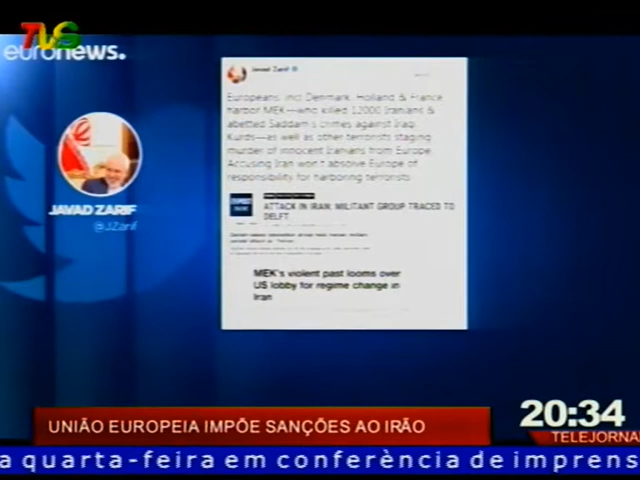 TVS
euronews.
Javad Zarif
Europeans, incl Denmark, Holland & France
harbor MEK—who killed 12000 Iranians &
abetted Saddam's crimes against Iraqi
Kurds—as well as other terrorists staging
murder of innocent Iranians from Europe.
Accusing Iran won't absolve Europe of
responsibility for harboring terrorists
ATTACK IN IRAN: MILITANT GROUP TRACED TO
DELFT
MEK's violent past looms over
US lobby for regime change in
Iran
JAVAD ZARIF
@JZarif
UNIÃO EUROPEIA IMPÕE SANÇÕES AO IRÃO
20:34
TELEJORNA
a quarta-feira em conferència de imprens